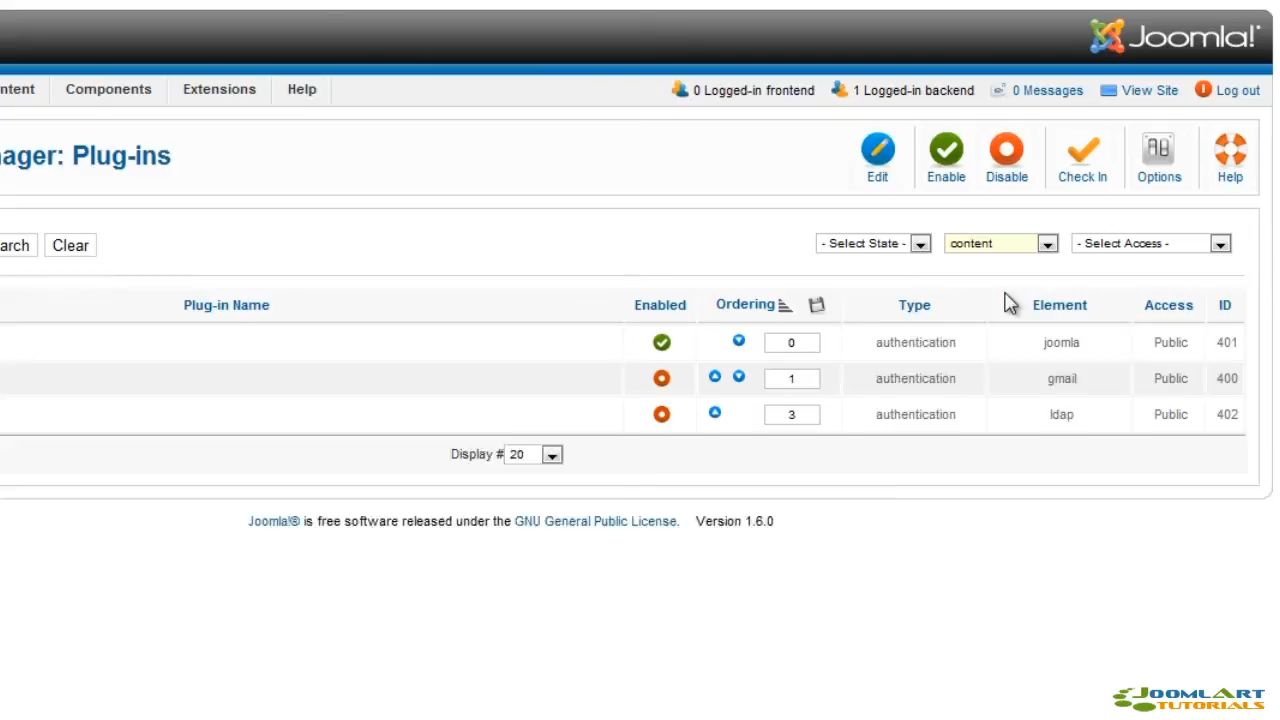 Joomla!
ntent Components Extensions Help 0 Logged-in frontend 1 Logged-in backend 0 Messages View Site Log out
ager: Plug-ins
Edit Enable Disable Check In Options Help
arch Clear - Select State - content - Select Access -
Plug-in Name Enabled Ordering Type Element Access ID
0 authentication joomla Public 401
1 authentication gmail Public 400
3 authentication ldap Public 402
Display # 20
Joomla!® is free software released under the GNU General Public License. Version 1.6.0
JOOMLART
TUTORIALS